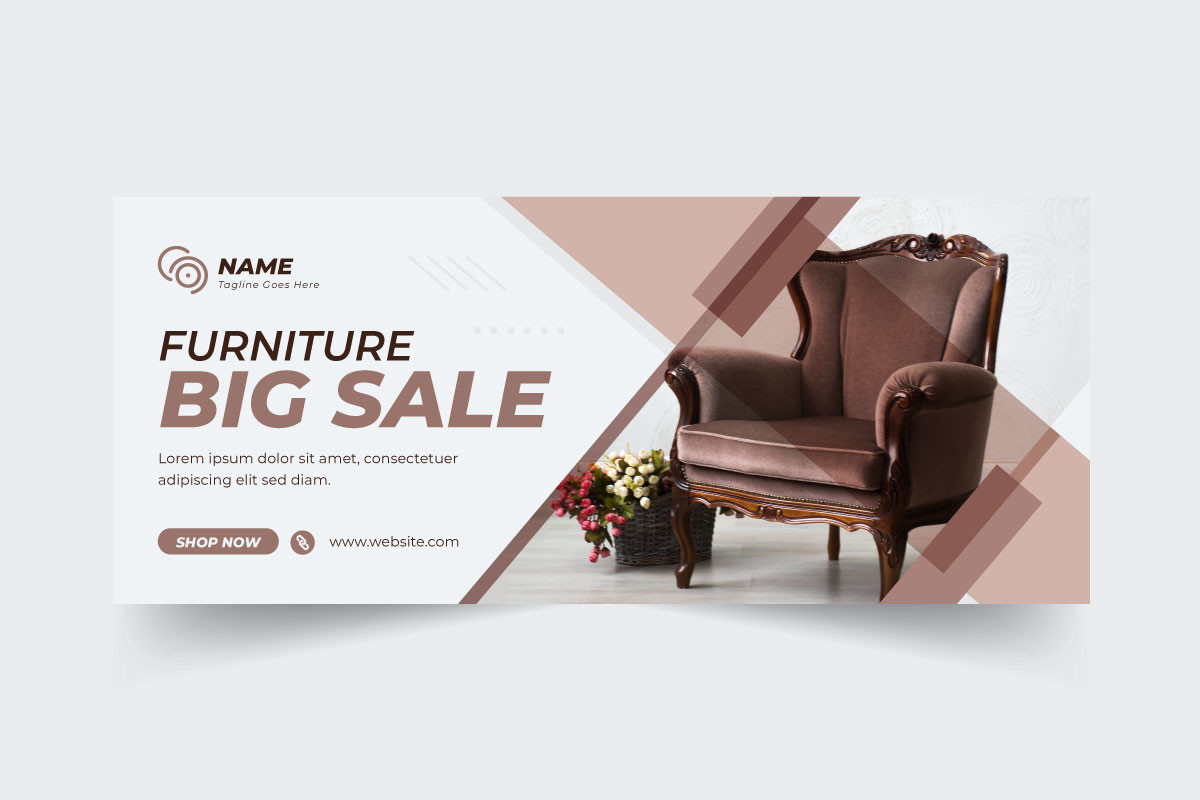 NAME
Tagline Goes Here
FURNITURE
BIG SALE
Lorem ipsum dolor sit amet, consectetuer
adipiscing elit sed diam.
SHOP NOW
www.website.com